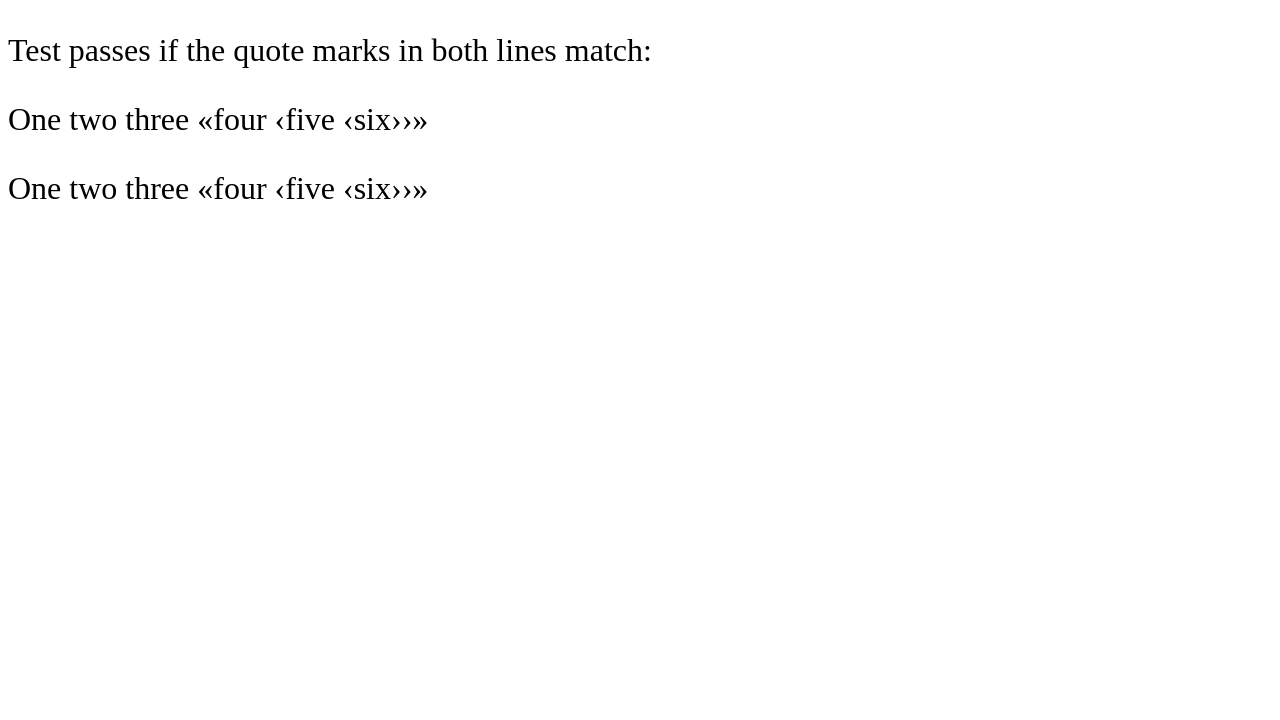 Test passes if the quote marks in both lines match:
One two three «four ‹five ‹six››»
One two three «four ‹five ‹six››»